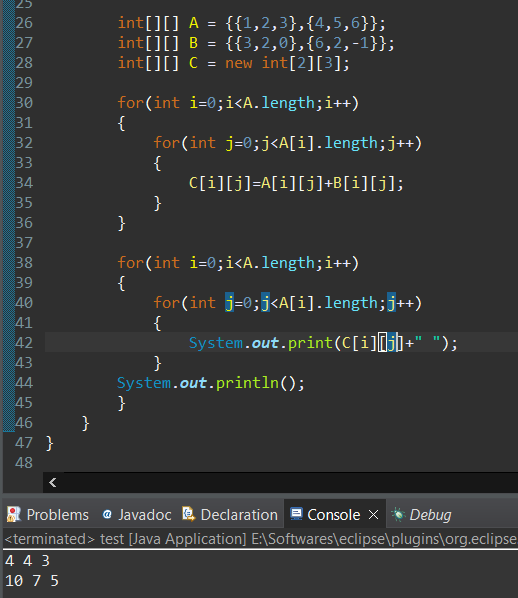 25
26 int[][] A = {{1,2,3},{4,5,6}};
27 int[][] B = {{3,2,0},{6,2,-1}};
28 int[][] C = new int[2][3];
29
30 for(int i=0;i<A.length;i++)
31 {
32 for(int j=0;j<A[i].length;j++)
33 {
34 C[i][j]=A[i][j]+B[i][j];
35 }
36 }
37
38 for(int i=0;i<A.length;i++)
39 {
40 for(int j=0;j<A[i].length;j++)
41 {
42 System.out.print(C[i][j]+" ");
43 }
44 System.out.println();
45 }
46 }
47 }
48
Problems Javadoc Declaration Console Debug
<terminated> test [Java Application] E:\Softwares\eclipse\plugins\org.eclipse
4 4 3
10 7 5